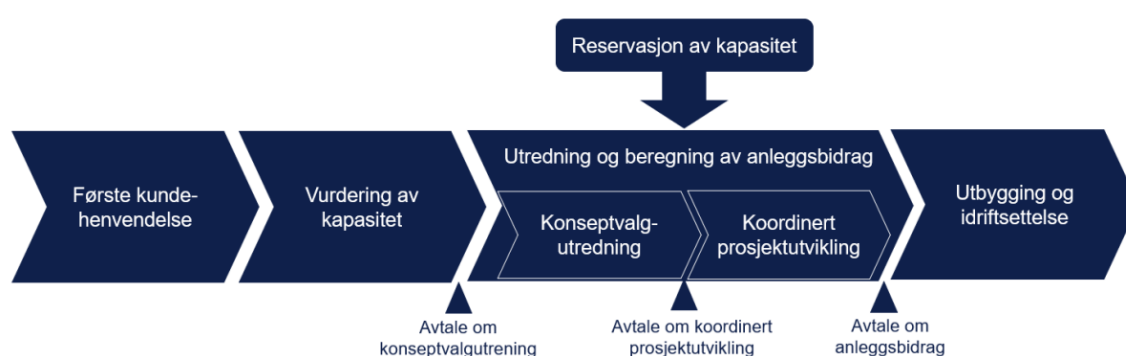 Reservasjon av kapasitet
Første kunde-
henvendelse
Vurdering av
kapasitet
Utredning og beregning av anleggsbidrag
Konseptvalg-
utredning
Koordinert
prosjektutvikling
Utbygging og
idriftsettelse
Avtale om
konseptvalgutrening
Avtale om koordinert
prosjektutvikling
Avtale om
anleggsbidrag